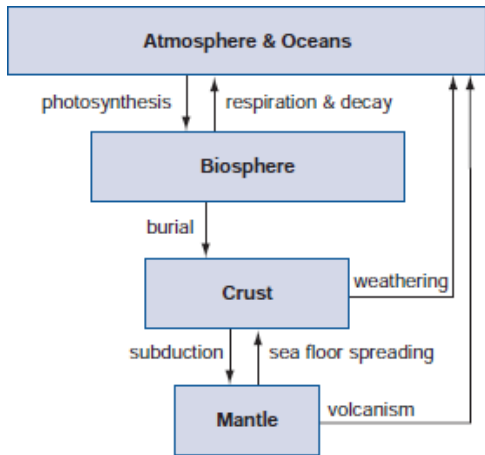 Atmosphere & Oceans
photosynthesis
respiration & decay
Biosphere
burial
Crust
weathering
subduction
sea floor spreading
Mantle
volcanism